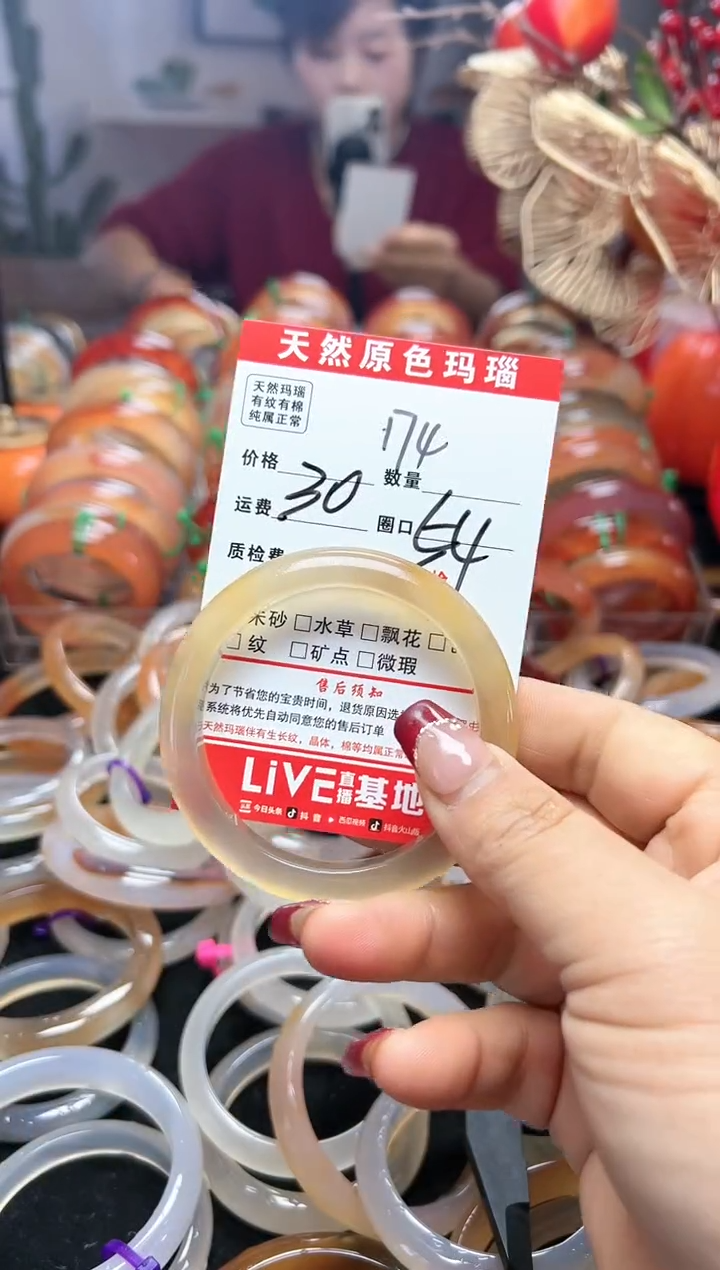 天然原色玛瑙
天然玛瑙
有纹有棉
纯属正常
174
价格 数量
运费 30 圈口 54
质检费
米砂 □水草 □飘花 □
□纹 □矿点 □微瑕
售后须知
为了节省您的宝贵时间，退货原因选
系统将优先自动同意您的售后订单
天然玛瑙伴有生长纹，晶体，棉等均属正常
LiVE直播基地
今日头条 抖音 西瓜视频 抖音火山版